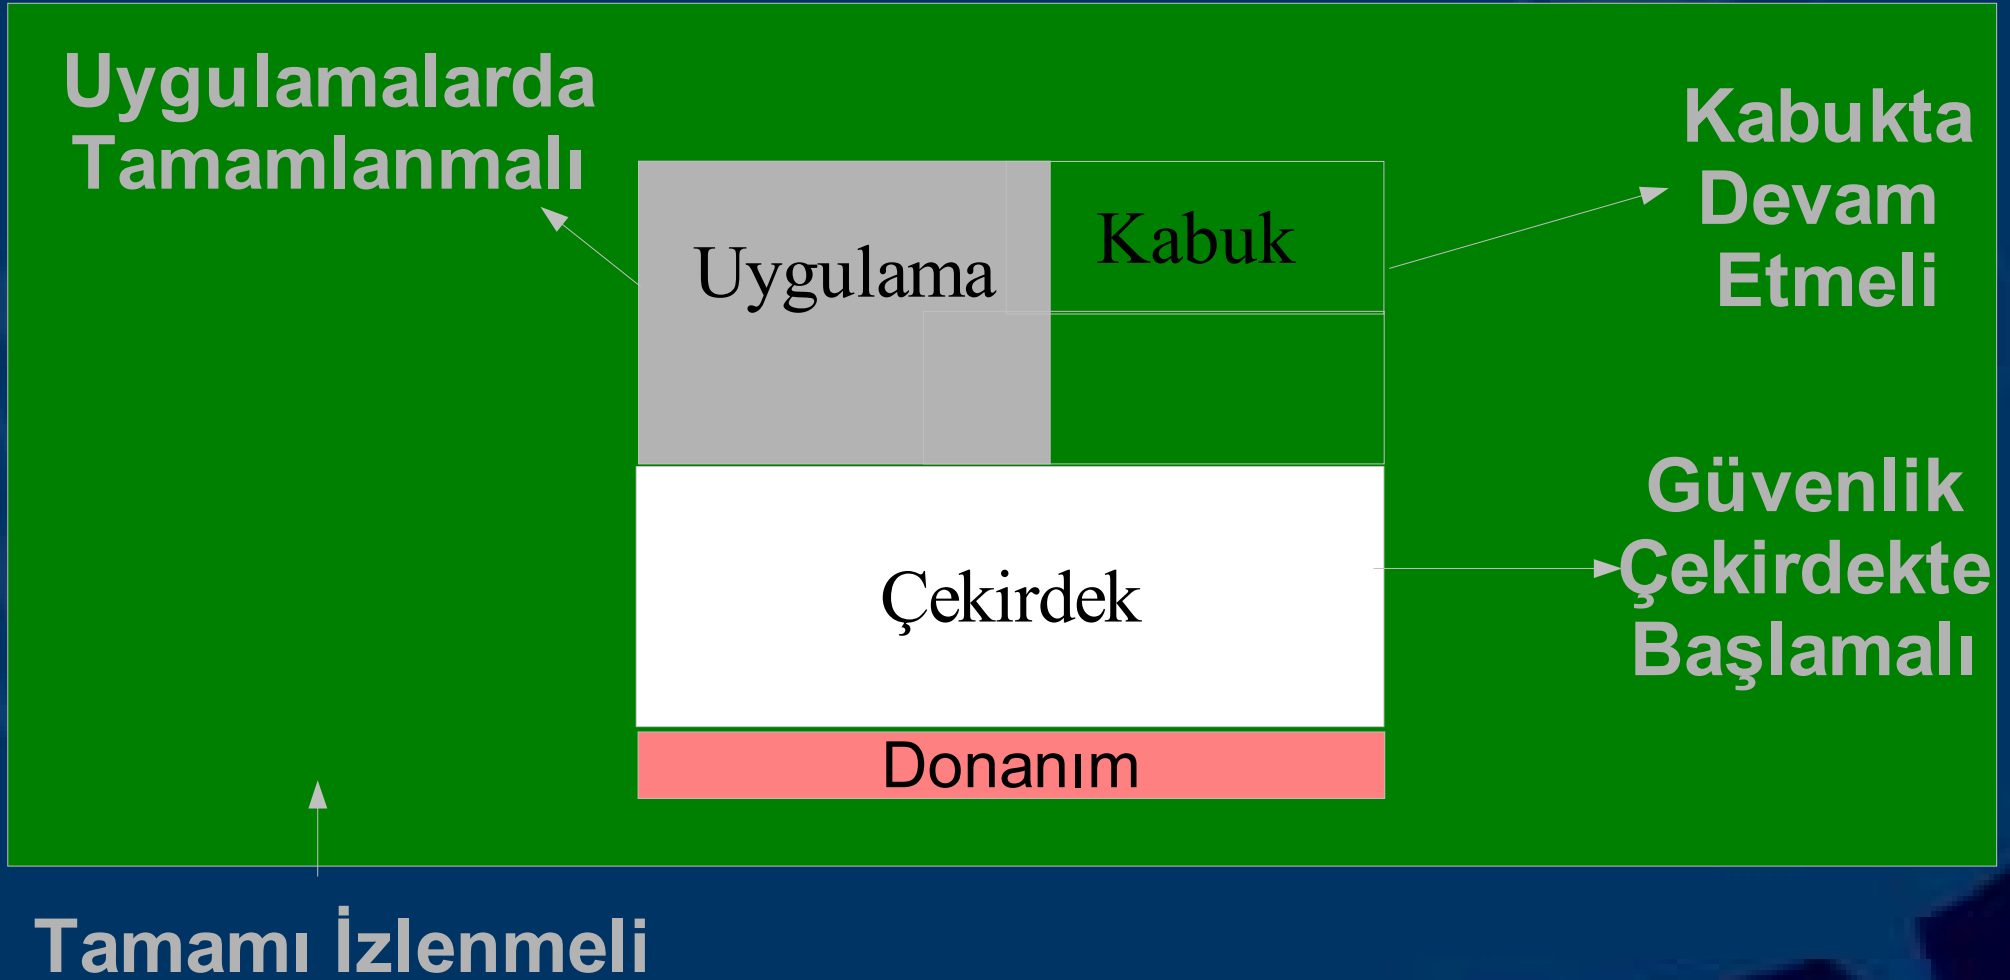 Uygulamalarda
Tamamlanmalı
Kabukta
Devam
Etmeli
Uygulama
Kabuk
Güvenlik
Çekirdekte
Başlamalı
Çekirdek
Donanım
Tamamı İzlenmeli